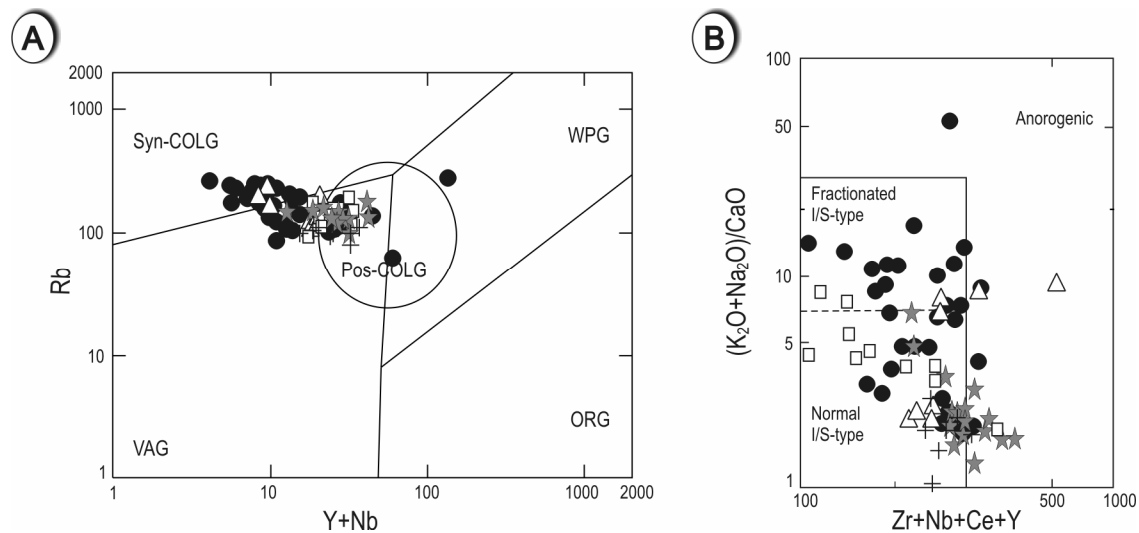 A
2000
1000
100
10
1
Rb
Syn-COLG
WPG
Pos-COLG
VAG
ORG
1
10
100
1000
2000
Y+Nb
B
100
50
10
5
1
(K₂O+Na₂O)/CaO
Anorogenic
Fractionated
I/S-type
Normal
I/S-type
100
500
1000
Zr+Nb+Ce+Y